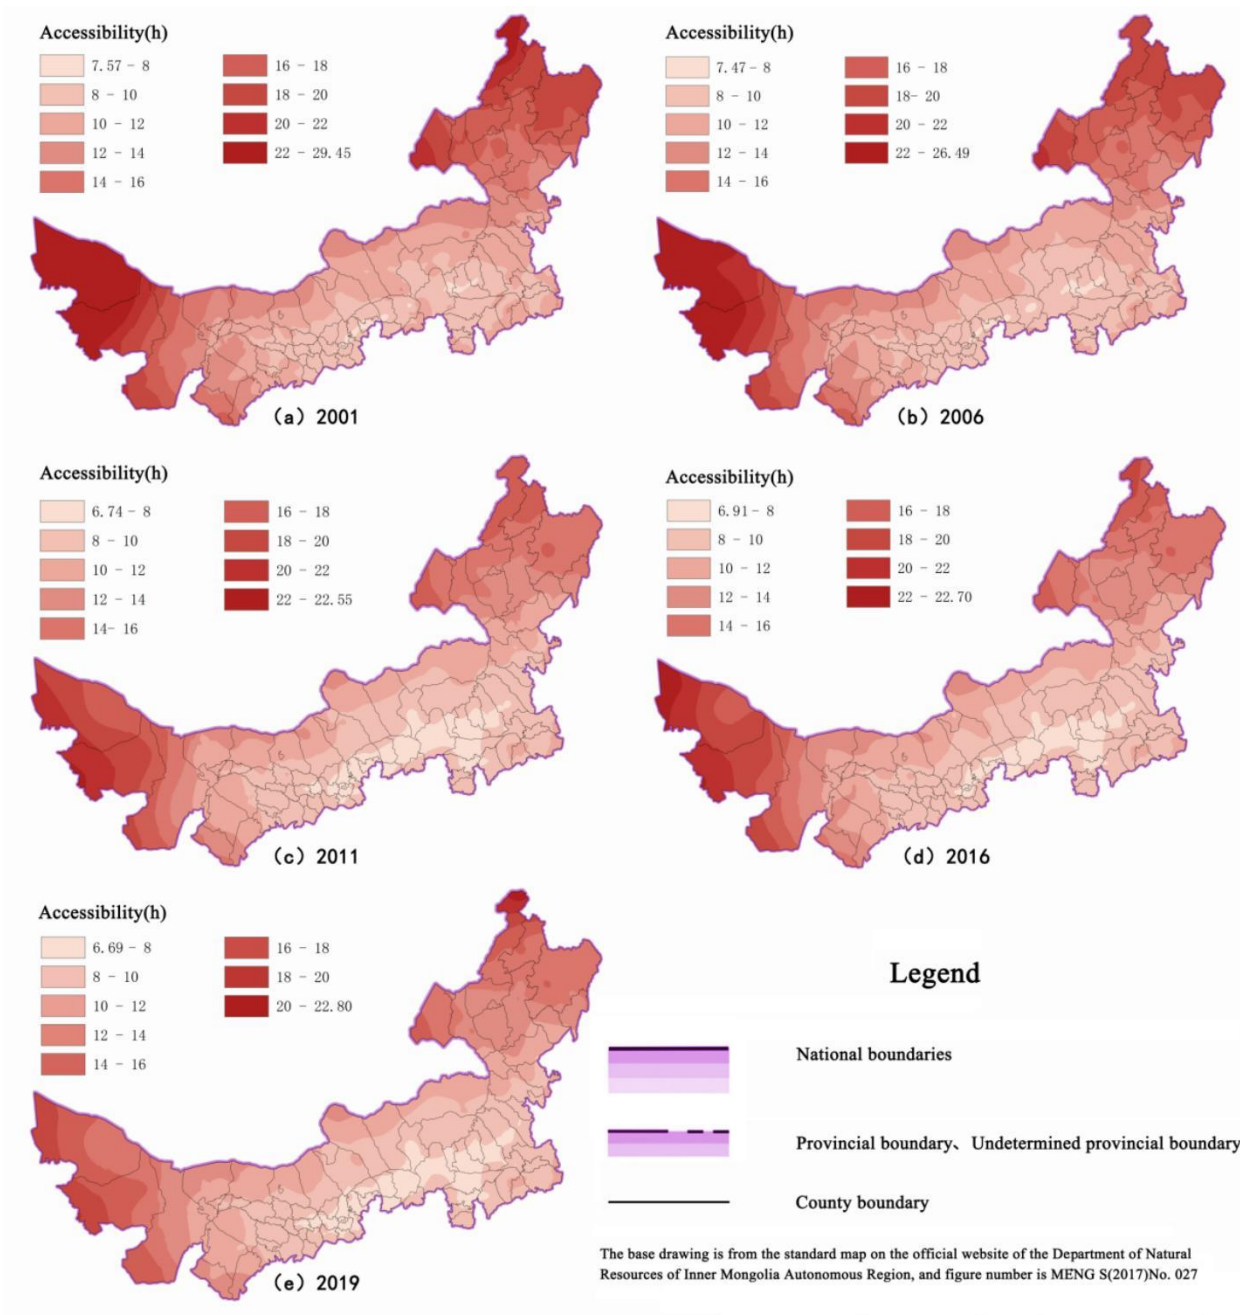 Accessibility(h)
7.57 - 8
8 - 10
10 - 12
12 - 14
14 - 16
16 - 18
18 - 20
20 - 22
22 - 29.45
(a) 2001
Accessibility(h)
7.47 - 8
8 - 10
10 - 12
12 - 14
14 - 16
16 - 18
18- 20
20 - 22
22 - 26.49
(b) 2006
Accessibility(h)
6.74 - 8
8 - 10
10 - 12
12 - 14
14- 16
16 - 18
18 - 20
20 - 22
22 - 22.55
(c) 2011
Accessibility(h)
6.91 - 8
8 - 10
10 - 12
12 - 14
14 - 16
16 - 18
18 - 20
20 - 22
22 - 22.70
(d) 2016
Accessibility(h)
6.69 - 8
8 - 10
10 - 12
12 - 14
14 - 16
16 - 18
18 - 20
20 - 22.80
(e) 2019
Legend
National boundaries
Provincial boundary、Undetermined provincial boundary
County boundary
The base drawing is from the standard map on the official website of the Department of Natural
Resources of Inner Mongolia Autonomous Region, and figure number is MENG S(2017)No. 027